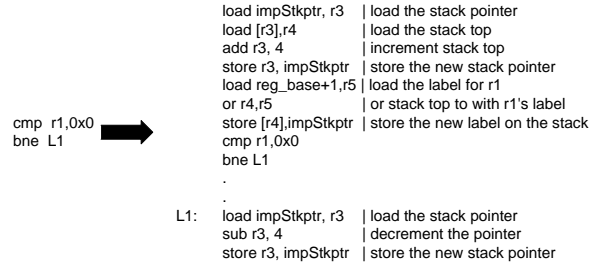 load impStkptr, r3 | load the stack pointer
load [r3],r4 | load the stack top
add r3, 4 | increment stack top
store r3, impStkptr | store the new stack pointer
load reg_base+1,r5 | load the label for r1
or r4,r5 | or stack top to with r1's label
store [r4],impStkptr | store the new label on the stack
cmp r1,0x0
bne L1
cmp r1,0x0
bne L1
.
.
L1: load impStkptr, r3 | load the stack pointer
sub r3, 4 | decrement the pointer
store r3, impStkptr | store the new stack pointer